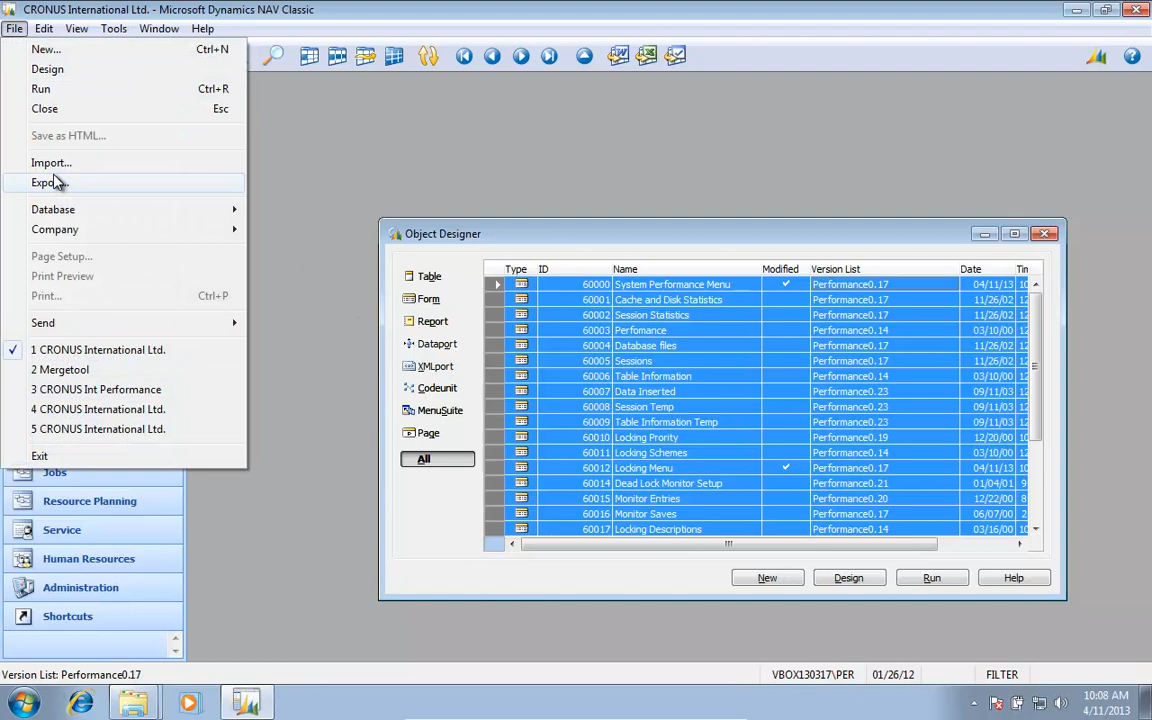 CRONUS International Ltd. - Microsoft Dynamics NAV Classic
File Edit View Tools Window Help
New... Ctrl+N
Design
Run Ctrl+R
Close Esc
Save as HTML...
Import...
Database
Company
Page Setup...
Print Preview
Print... Ctrl+P
Send
1 CRONUS International Ltd.
2 Mergetool
3 CRONUS Int Performance
4 CRONUS International Ltd.
5 CRONUS International Ltd.
Exit
Jobs
Resource Planning
Service
Human Resources
Administration
Shortcuts
Object Designer
Table
Form
Report
Dataport
XMLport
Codeunit
MenuSuite
Page
All
Type ID Name Modified Version List Date
60000 System Performance Menu Performance0.17 04/11/13
60001 Cache and Disk Statistics Performance0.17 11/26/02
60002 Session Statistics Performance0.17 11/26/02
60003 Perfomance Performance0.14 03/10/00
60004 Database files Performance0.17 11/26/02
60005 Sessions Performance0.17 11/26/02
60006 Table Information Performance0.14 03/10/00
60007 Data Inserted Performance0.23 09/11/03
60008 Session Temp Performance0.23 09/11/03
60009 Table Information Temp Performance0.23 09/11/03
60010 Locking Prority Performance0.19 12/20/00
60011 Locking Schemes Performance0.14 03/10/00
60012 Locking Menu Performance0.17 04/11/13
60014 Dead Lock Monitor Setup Performance0.21 01/04/01
60015 Monitor Entries Performance0.20 12/22/00
60016 Monitor Saves Performance0.17 06/07/00
60017 Locking Descriptions Performance0.14 03/16/00
New Design Run Help
Version List: Performance0.17 VBOX130317\PER 01/26/12 FILTER
10:08 AM
4/11/2013